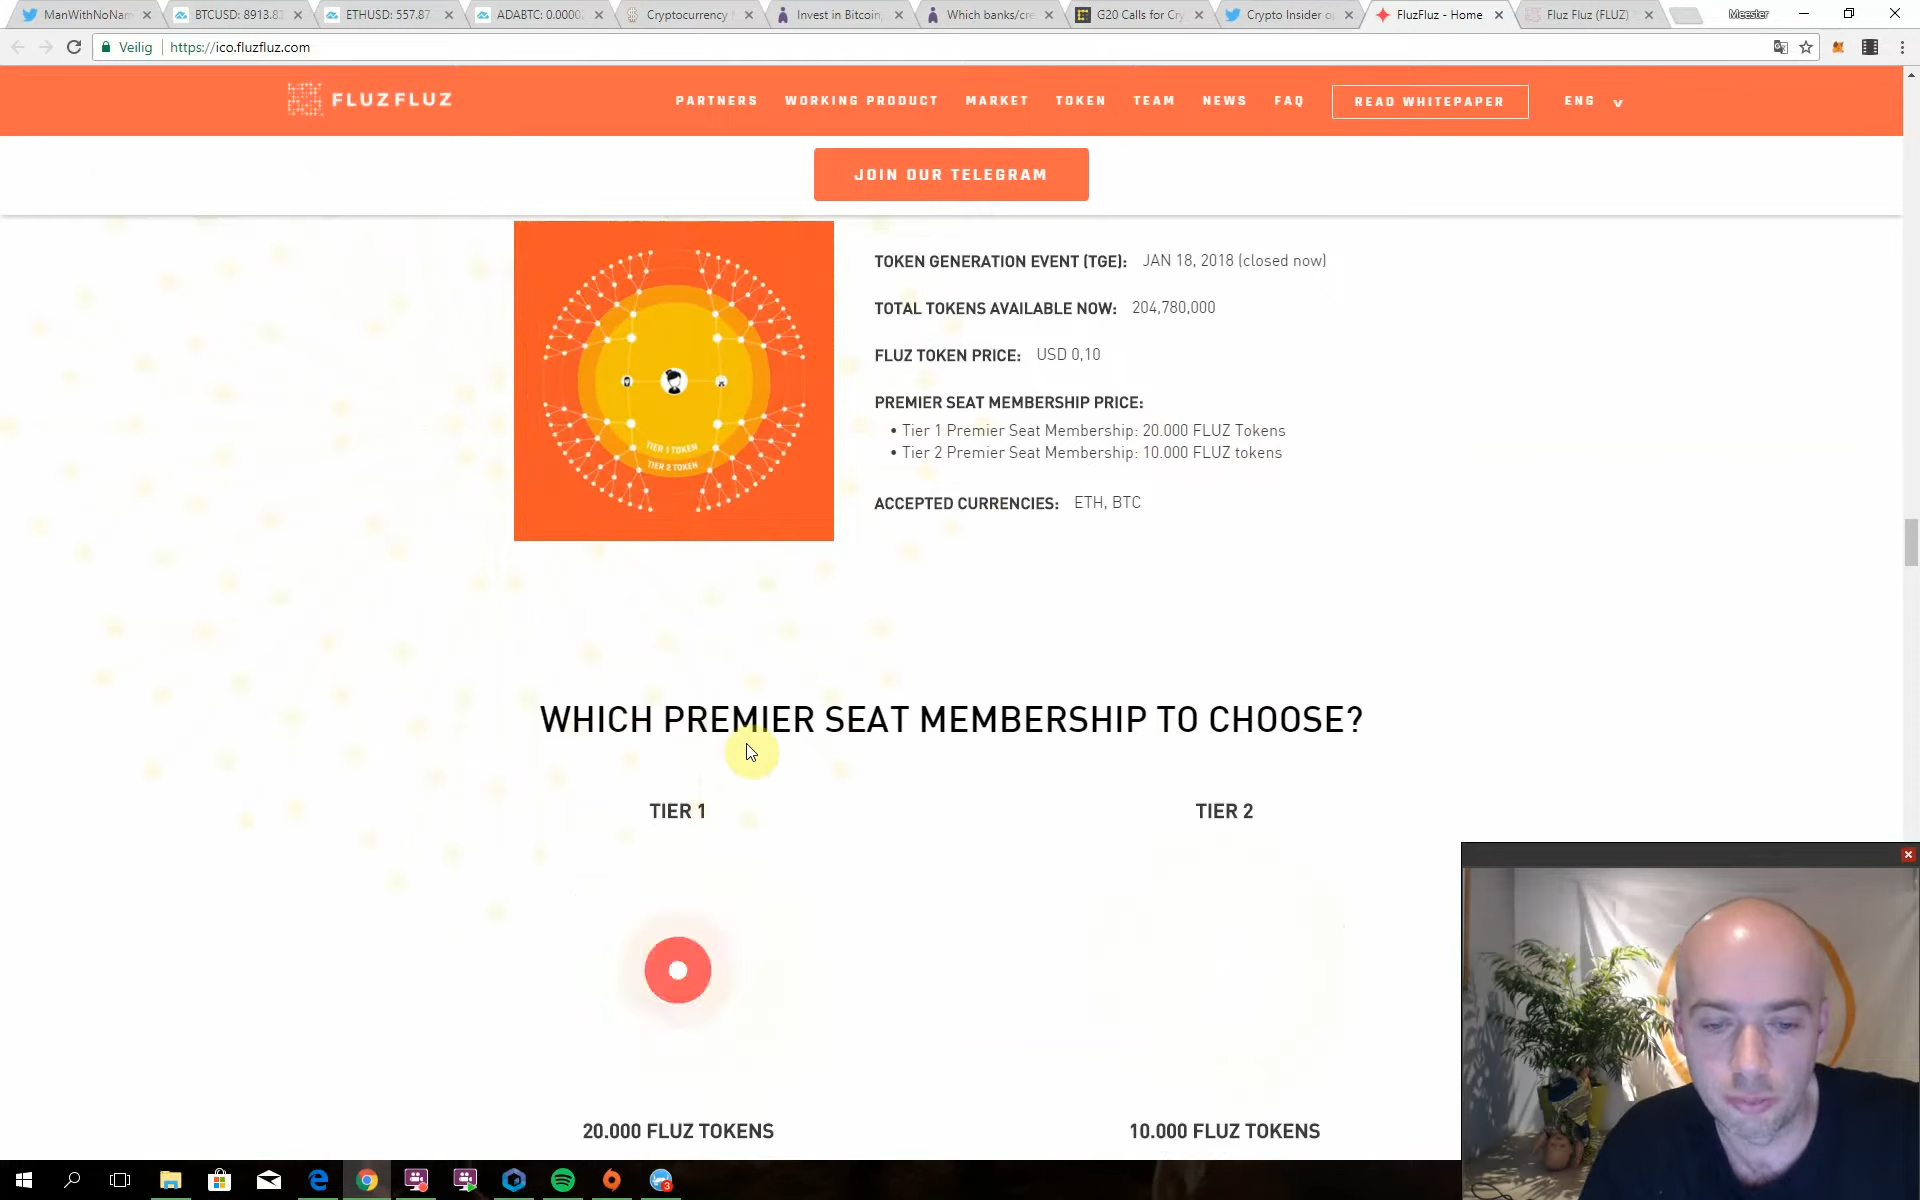 ManWithNoNam
BTCUSD: 8913.83
ETHUSD: 557.87
ADABTC: 0.00002
Cryptocurrency
Invest in Bitcoin,
Which banks/cre
G20 Calls for Cry
Crypto Insider o
FluzFluz - Home
Fluz Fluz (FLUZ)
Meester
Veilig
https://ico.fluzfluz.com
FLUZFLUZ
PARTNERS
WORKING PRODUCT
MARKET
TOKEN
TEAM
NEWS
FAQ
READ WHITEPAPER
ENG
JOIN OUR TELEGRAM
TIER 1 TOKEN
TIER 2 TOKEN
TOKEN GENERATION EVENT (TGE): JAN 18, 2018 (closed now)
TOTAL TOKENS AVAILABLE NOW: 204,780,000
FLUZ TOKEN PRICE: USD 0,10
PREMIER SEAT MEMBERSHIP PRICE:
• Tier 1 Premier Seat Membership: 20.000 FLUZ Tokens
• Tier 2 Premier Seat Membership: 10.000 FLUZ tokens
ACCEPTED CURRENCIES: ETH, BTC
WHICH PREMIER SEAT MEMBERSHIP TO CHOOSE?
TIER 1
TIER 2
20.000 FLUZ TOKENS
10.000 FLUZ TOKENS
3